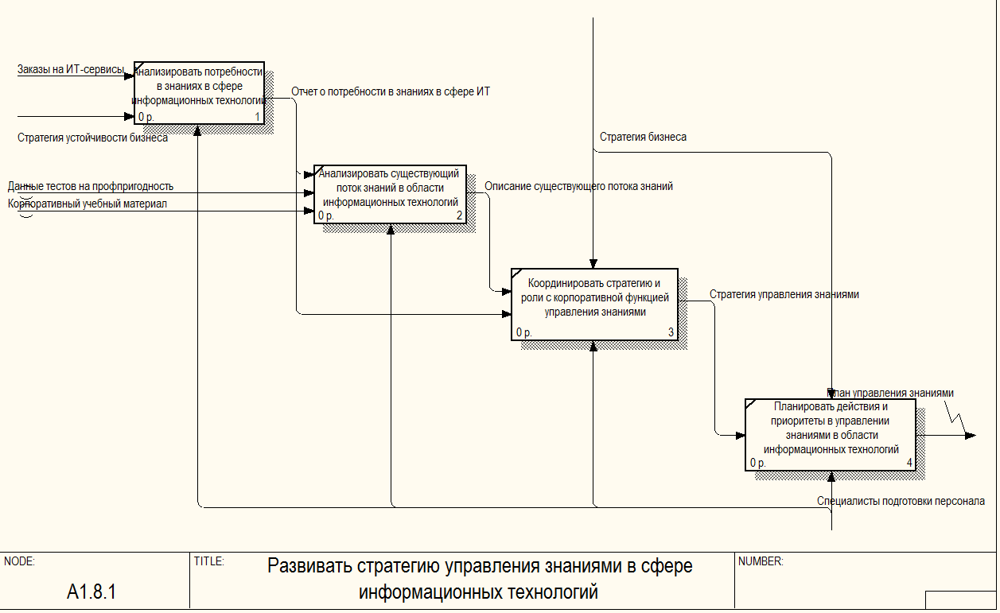 Заказы на ИТ-сервисы
Анализировать потребности
в знаниях в сфере
информационных технологий
0 р.
1
Отчет о потребности в знаниях в сфере ИТ
Стратегия устойчивости бизнеса
Стратегия бизнеса
Данные тестов на профпригодность
Корпоративный учебный материал
Анализировать существующий
поток знаний в области
информационных технологий
0 р.
2
Описание существующего потока знаний
Координировать стратегию и
роли с корпоративной функцией
управления знаниями
0 р.
3
Стратегия управления знаниями
План управления знаниями
Планировать действия и
приоритеты в управлении
знаниями в области
информационных технологий
0 р.
4
Специалисты подготовки персонала
NODE:
A1.8.1
TITLE:
Развивать стратегию управления знаниями в сфере
информационных технологий
NUMBER: